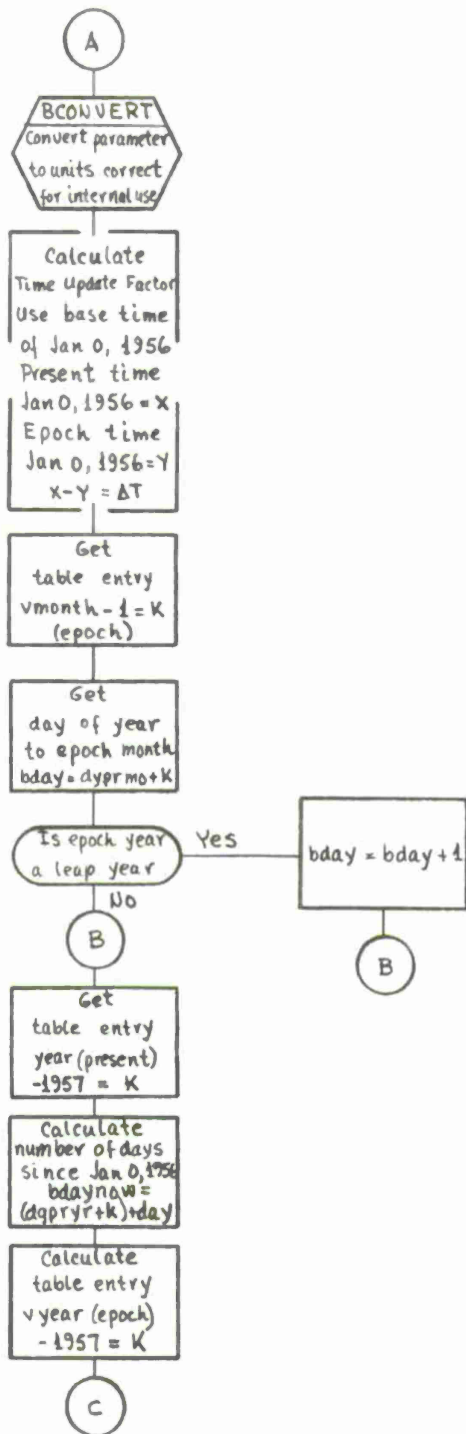 A
BCONVERT
Convert parameter
to units correct
for internal use
Calculate
Time Update Factor
Use base time
of Jan 0, 1956
Present time
Jan 0, 1956 = X
Epoch time
Jan 0, 1956 = Y
X - Y = ΔT
Get
table entry
vmonth - 1 = K
(epoch)
Get
day of year
to epoch month
bday = dyprmo+K
Is epoch year
a leap year
Yes
bday = bday + 1
No
B
B
Get
table entry
year (present)
-1957 = K
Calculate
number of days
since Jan 0, 1956
bdaynow =
(dqpryr+k)+day
Calculate
table entry
vyear (epoch)
- 1957 = K
C